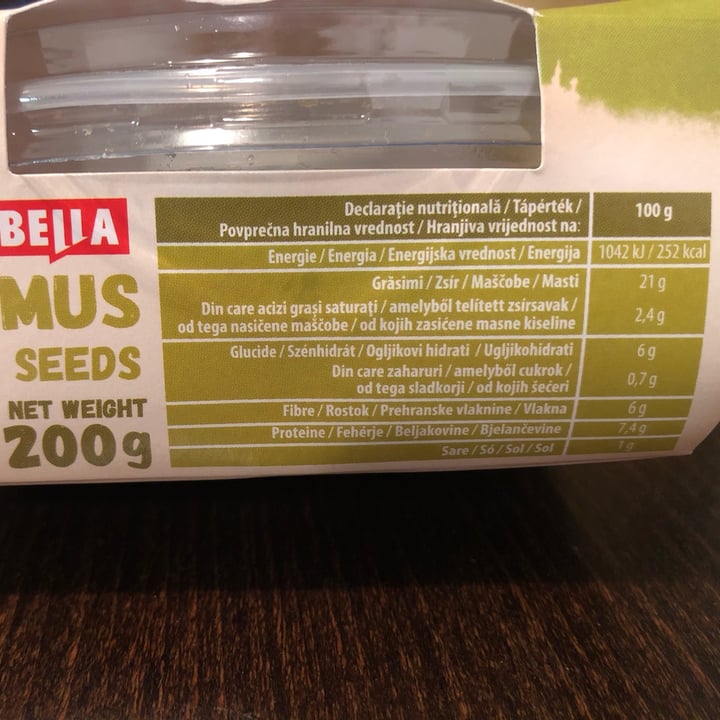 BELLA
MUS
SEEDS
NET WEIGHT
200g
Declarație nutrițională / Tápérték /
Povprečna hranilna vrednost / Hranjiva vrijednost na:
100 g
Energie / Energia / Energijska vrednost / Energija
1042 kJ / 252 kcal
Grăsimi / Zsír / Maščobe / Masti
21 g
Din care acizi grași saturați / amelyből telített zsírsavak /
od tega nasičene maščobe / od kojih zasićene masne kiseline
2,4 g
Glucide / Szénhidrát / Ogljikovi hidrati / Ugljikohidrati
6 g
Din care zaharuri / amelyből cukrok /
od tega sladkorji / od kojih šećeri
0,7 g
Fibre / Rostok / Prehranske vlaknine / Vlakna
6 g
Proteine / Fehérje / Beljakovine / Bjelančevine
7,4 g
Sare / Só / Sol / Sol
1 g